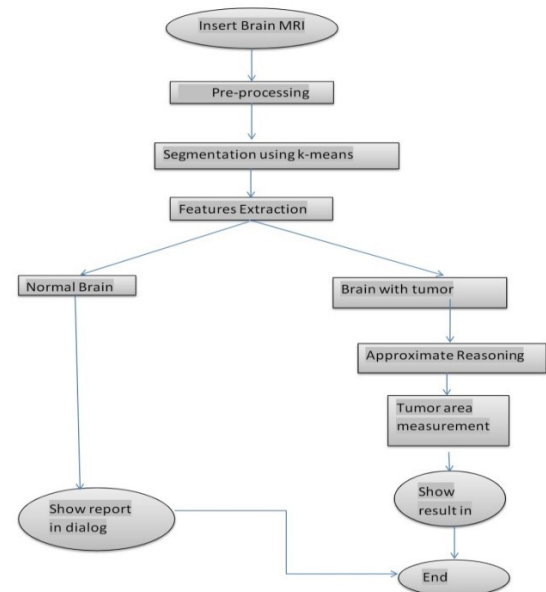 Insert Brain MRI
Pre-processing
Segmentation using k-means
Features Extraction
Normal Brain
Brain with tumor
Approximate Reasoning
Tumor area
measurement
Show report
in dialog
Show
result in
End